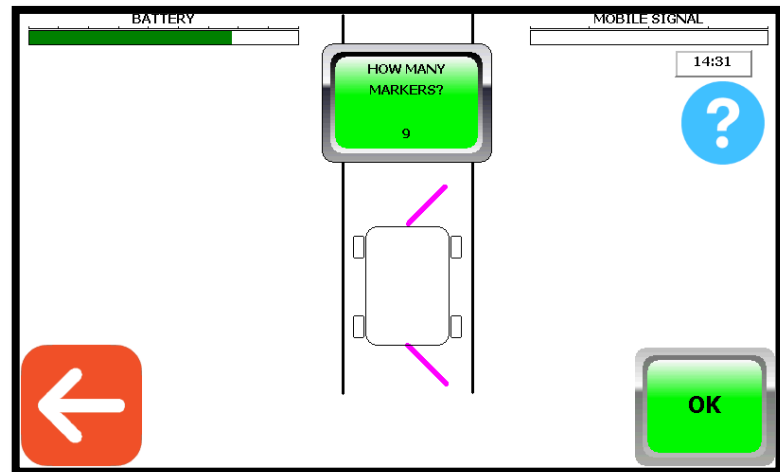 BATTERY
MOBILE SIGNAL
HOW MANY
MARKERS?
9
14:31
?
OK